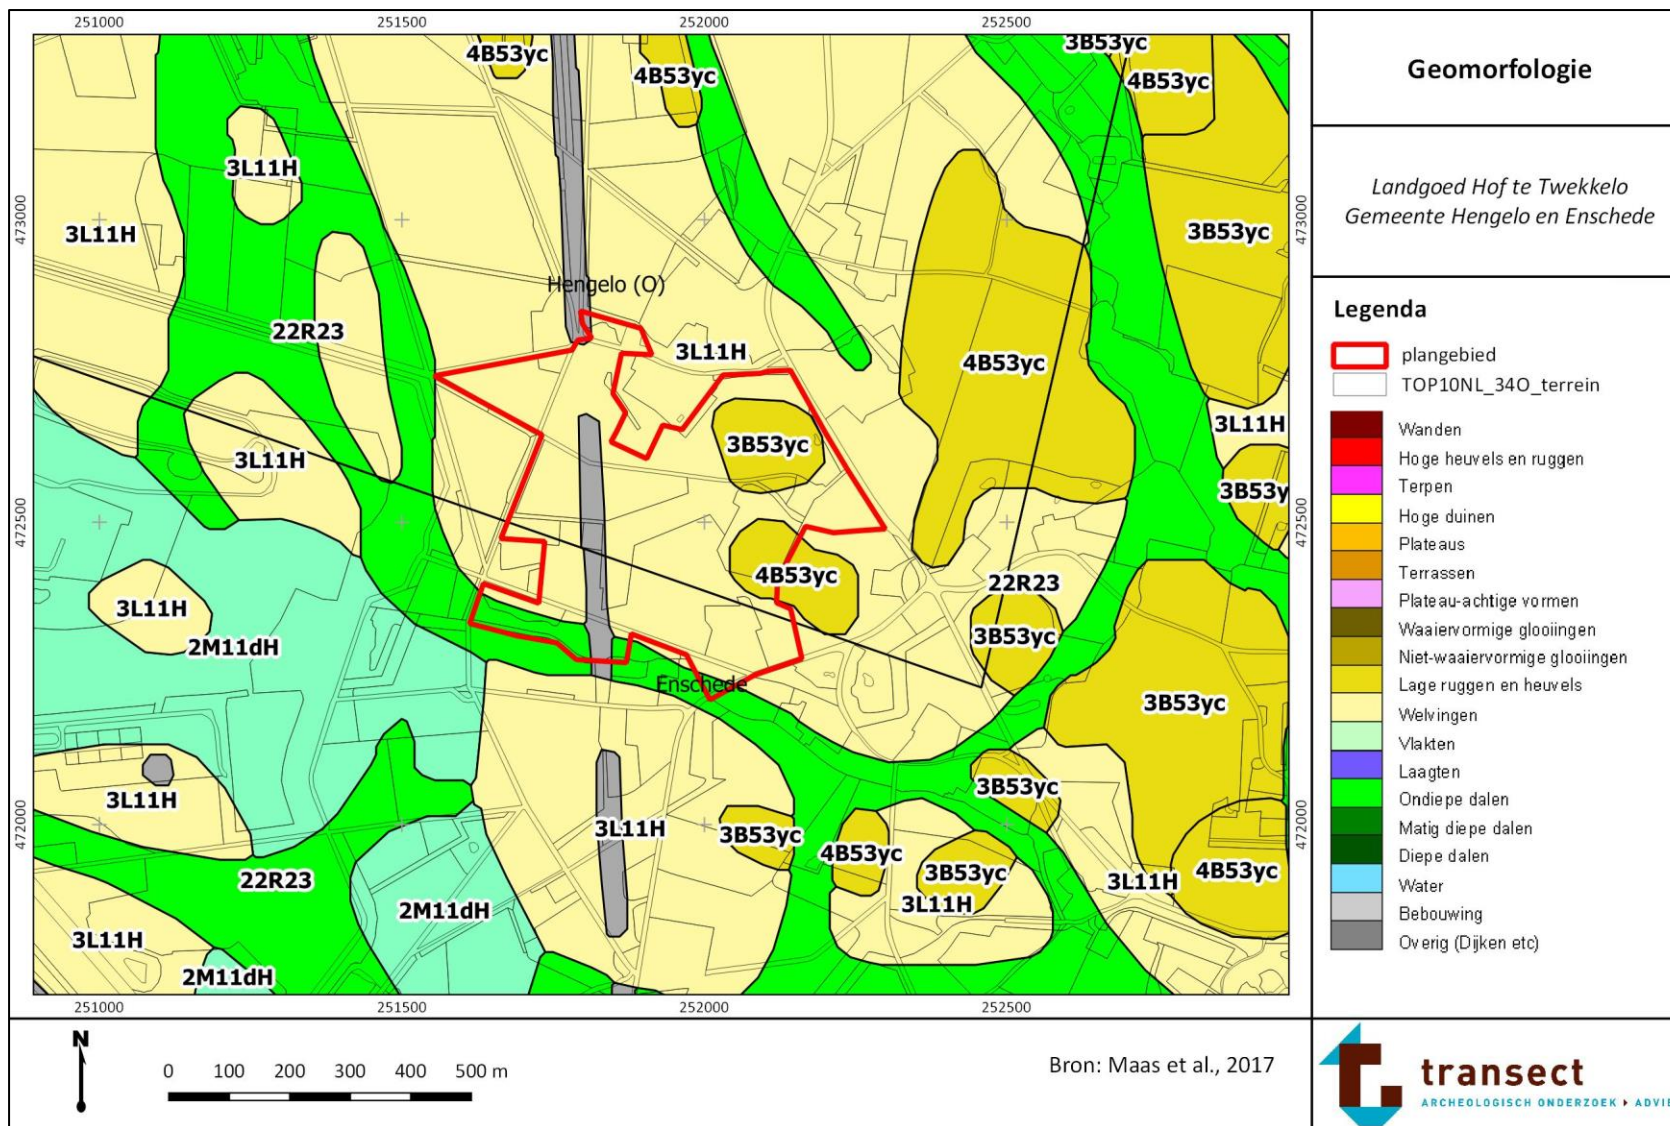 251000 251500 252000 252500
473000
472500
472000
473000
472500
472000
251000 251500 252000 252500
4B53yc
4B53yc
3B53yc
4B53yc
3L11H
3L11H
3B53yc
22R23
Hengelo (O)
3L11H
4B53yc
3L11H
3B53yc
3L11H
3B53y
4B53yc
22R23
3L11H
2M11dH
3B53yc
Enschede
3B53yc
3L11H
3B53yc
3L11H
3B53yc
4B53yc
3B53yc
3L11H
3L11H
4B53yc
22R23
2M11dH
3L11H
2M11dH
Geomorfologie
Landgoed Hof te Twekkelo
Gemeente Hengelo en Enschede
Legenda
plangebied
TOP10NL_34O_terrein
Wanden
Hoge heuvels en ruggen
Terpen
Hoge duinen
Plateaus
Terrassen
Plateau-achtige vormen
Waaiervormige glooiingen
Niet-waaiervormige glooiingen
Lage ruggen en heuvels
Welvingen
Vlakten
Laagten
Ondiepe dalen
Matig diepe dalen
Diepe dalen
Water
Bebouwing
Overig (Dijken etc)
N
0 100 200 300 400 500 m
Bron: Maas et al., 2017
transect
ARCHEOLOGISCH ONDERZOEK ▸ ADVIE